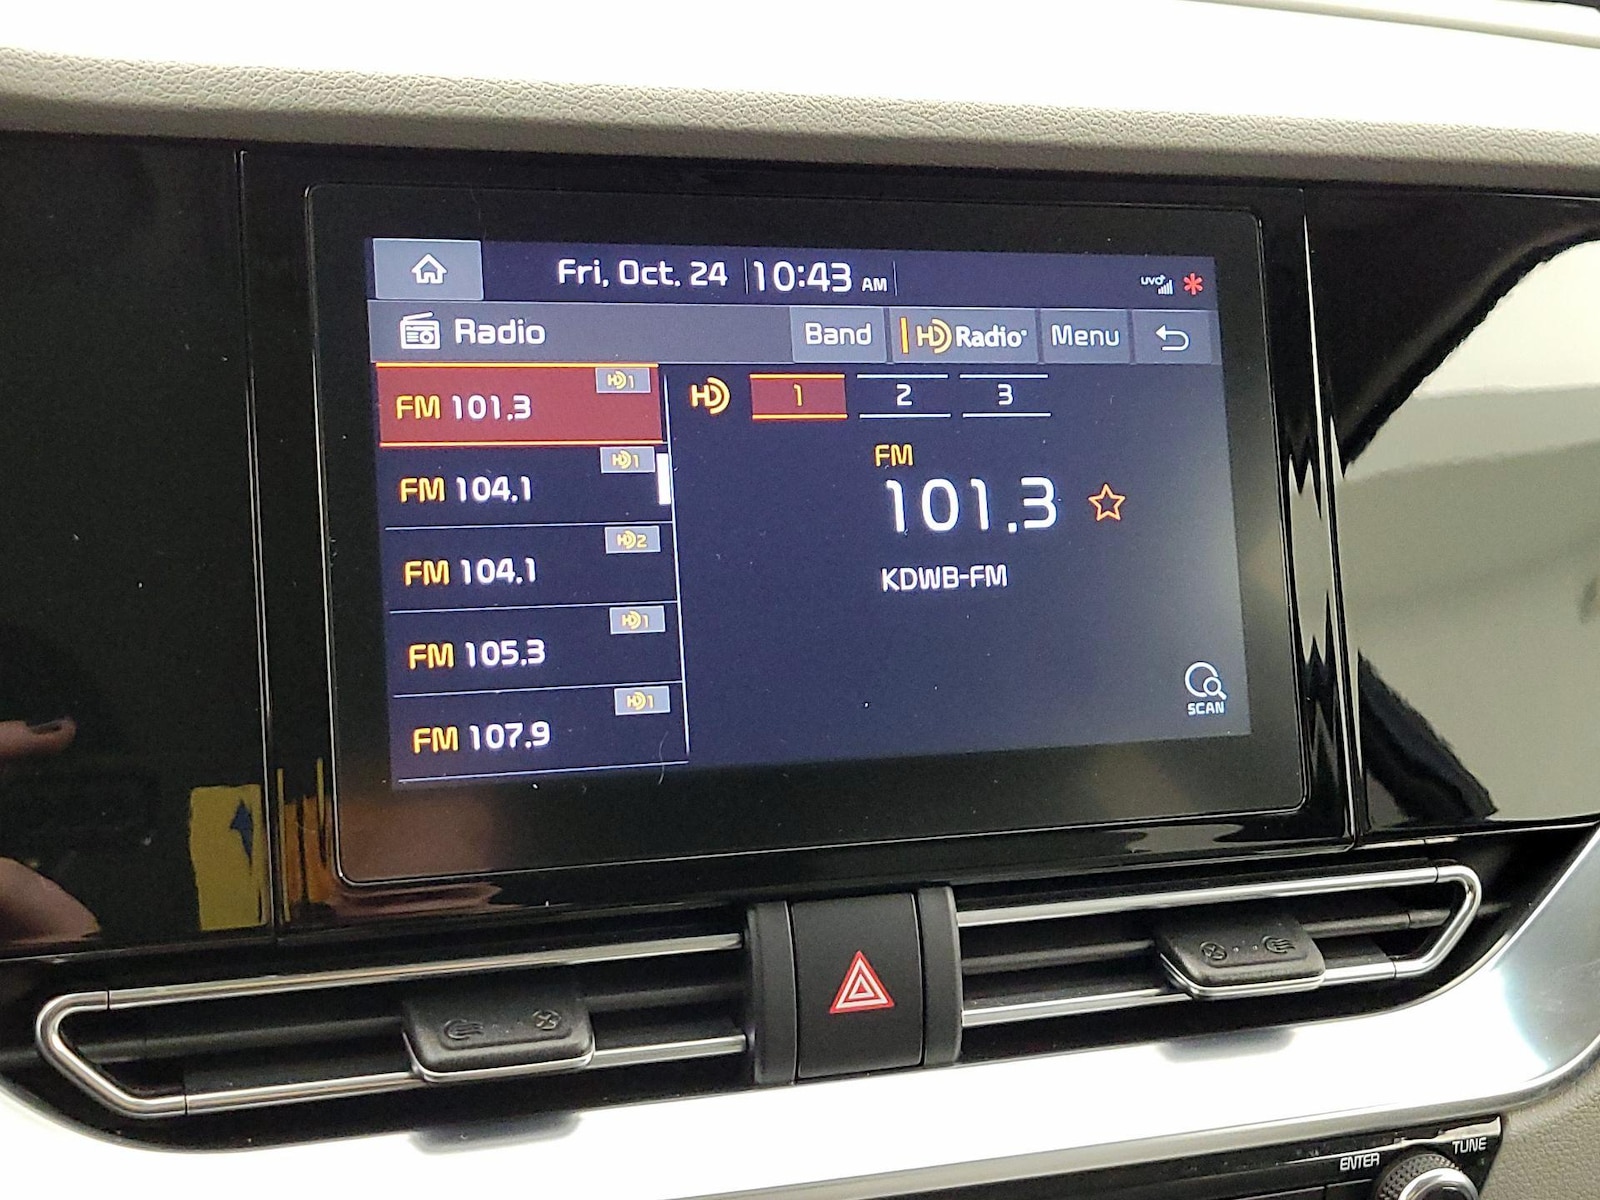 Fri, Oct. 24 10:43 AM UVO
Radio Band HD Radio Menu
FM 101.3 HD1
FM 104.1 HD1
FM 104.1 HD2
FM 105.3 HD1
FM 107.9 HD1
HD 1 2 3
FM
101.3
KDWB-FM
SCAN
ENTER TUNE